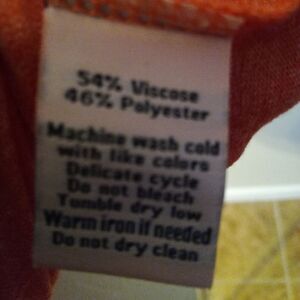 54% Viscose
46% Polyester
Machine wash cold
with like colors
Delicate cycle
Do not bleach
Tumble dry low
Warm iron if needed
Do not dry clean